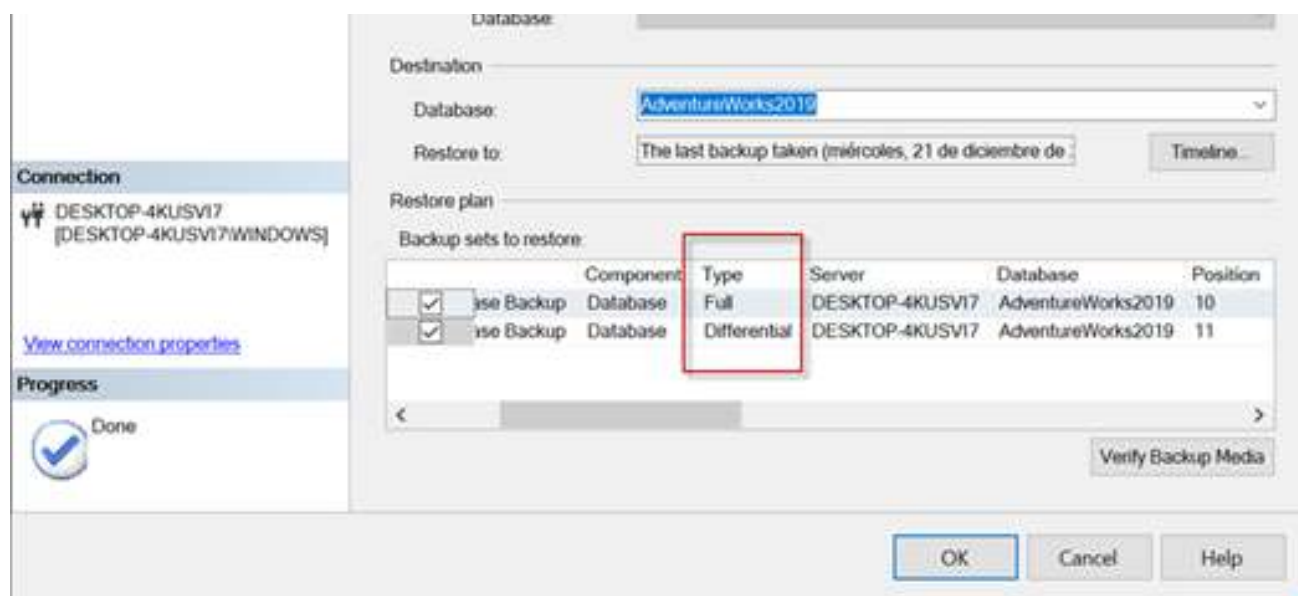 Database:
Destination
Database:
AdventureWorks2019
Restore to:
The last backup taken (miércoles, 21 de diciembre de
Timeline...
Connection
DESKTOP-4KUSVI7
[DESKTOP-4KUSVI7\WINDOWS]
View connection properties
Progress
Done
Restore plan
Backup sets to restore:
Component Type Server Database Position
ase Backup Database Full DESKTOP-4KUSVI7 AdventureWorks2019 10
ase Backup Database Differential DESKTOP-4KUSVI7 AdventureWorks2019 11
Verify Backup Media
OK Cancel Help